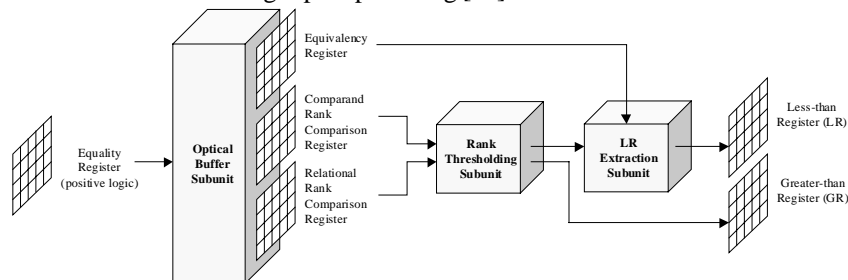 Equality
Register
(positive logic)
Optical
Buffer
Subunit
Equivalency
Register
Comparand
Rank
Comparison
Register
Relational
Rank
Comparison
Register
Rank
Thresholding
Subunit
LR
Extraction
Subunit
Less-than
Register (LR)
Greater-than
Register (GR)